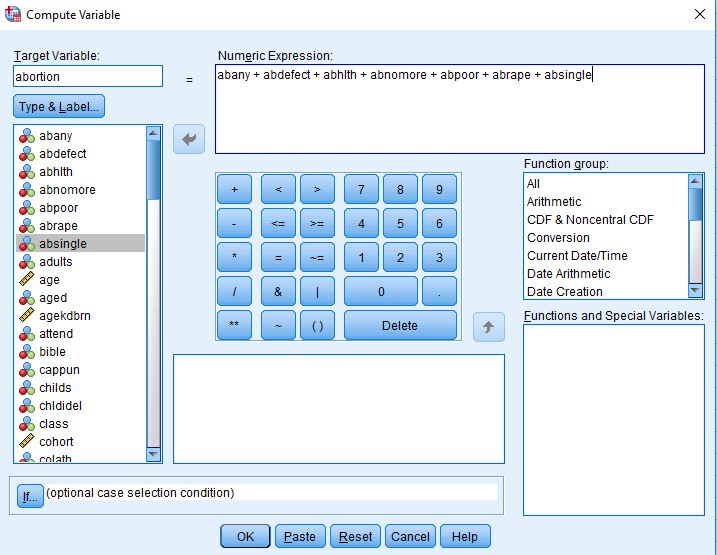 Compute Variable
Target Variable:
abortion
=
Numeric Expression:
abany + abdefect + abhlth + abnomore + abpoor + abrape + absingle
Type & Label...
abany
abdefect
abhlth
abnomore
abpoor
abrape
absingle
adults
age
aged
agekdbrn
attend
bible
cappun
childs
chldidel
class
cohort
colath
+ < > 7 8 9
- <= >= 4 5 6
* = ~= 1 2 3
/ & | 0 .
** ~ ( ) Delete
Function group:
All
Arithmetic
CDF & Noncentral CDF
Conversion
Current Date/Time
Date Arithmetic
Date Creation
Functions and Special Variables:
If... (optional case selection condition)
OK Paste Reset Cancel Help